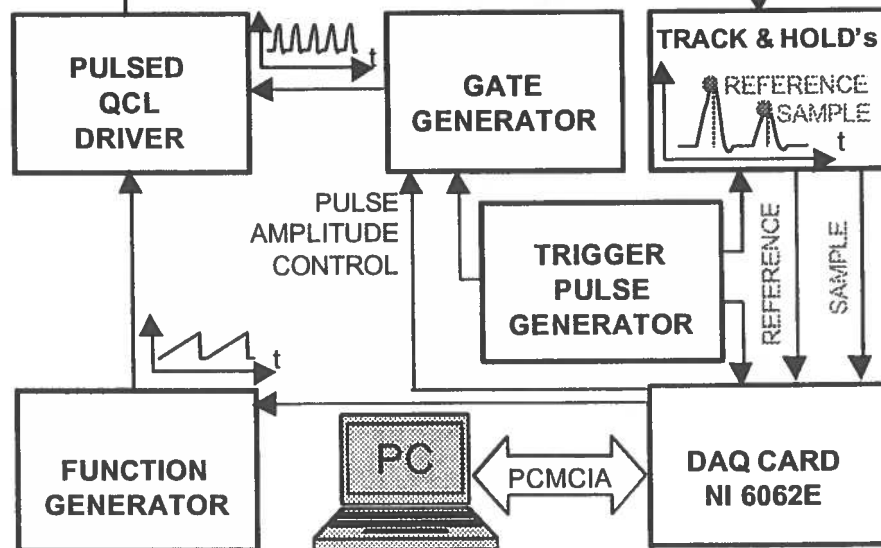 PULSED
QCL
DRIVER
t
GATE
GENERATOR
TRACK & HOLD's
REFERENCE
SAMPLE
t
PULSE
AMPLITUDE
CONTROL
TRIGGER
PULSE
GENERATOR
REFERENCE
SAMPLE
t
FUNCTION
GENERATOR
PC
PCMCIA
DAQ CARD
NI 6062E